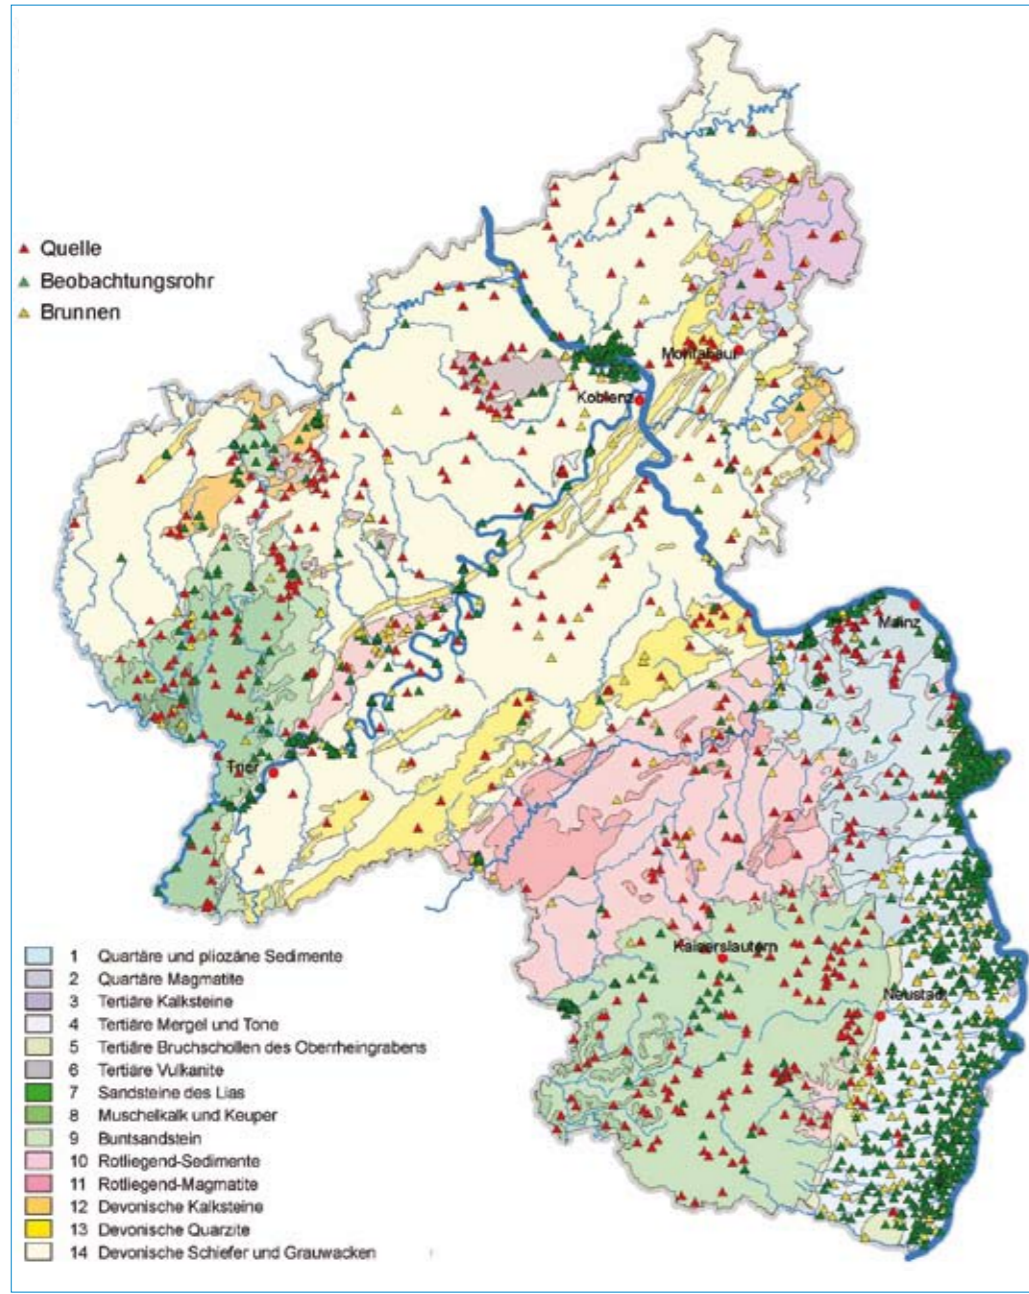 Quelle
Beobachtungsrohr
Brunnen
Montabaur
Koblenz
Mainz
Trier
Kaiserslautern
Neustadt
1 Quartäre und pliozäne Sedimente
2 Quartäre Magmatite
3 Tertiäre Kalksteine
4 Tertiäre Mergel und Tone
5 Tertiäre Bruchschollen des Oberrheingrabens
6 Tertiäre Vulkanite
7 Sandsteine des Lias
8 Muschelkalk und Keuper
9 Buntsandstein
10 Rotliegend-Sedimente
11 Rotliegend-Magmatite
12 Devonische Kalksteine
13 Devonische Quarzite
14 Devonische Schiefer und Grauwacken